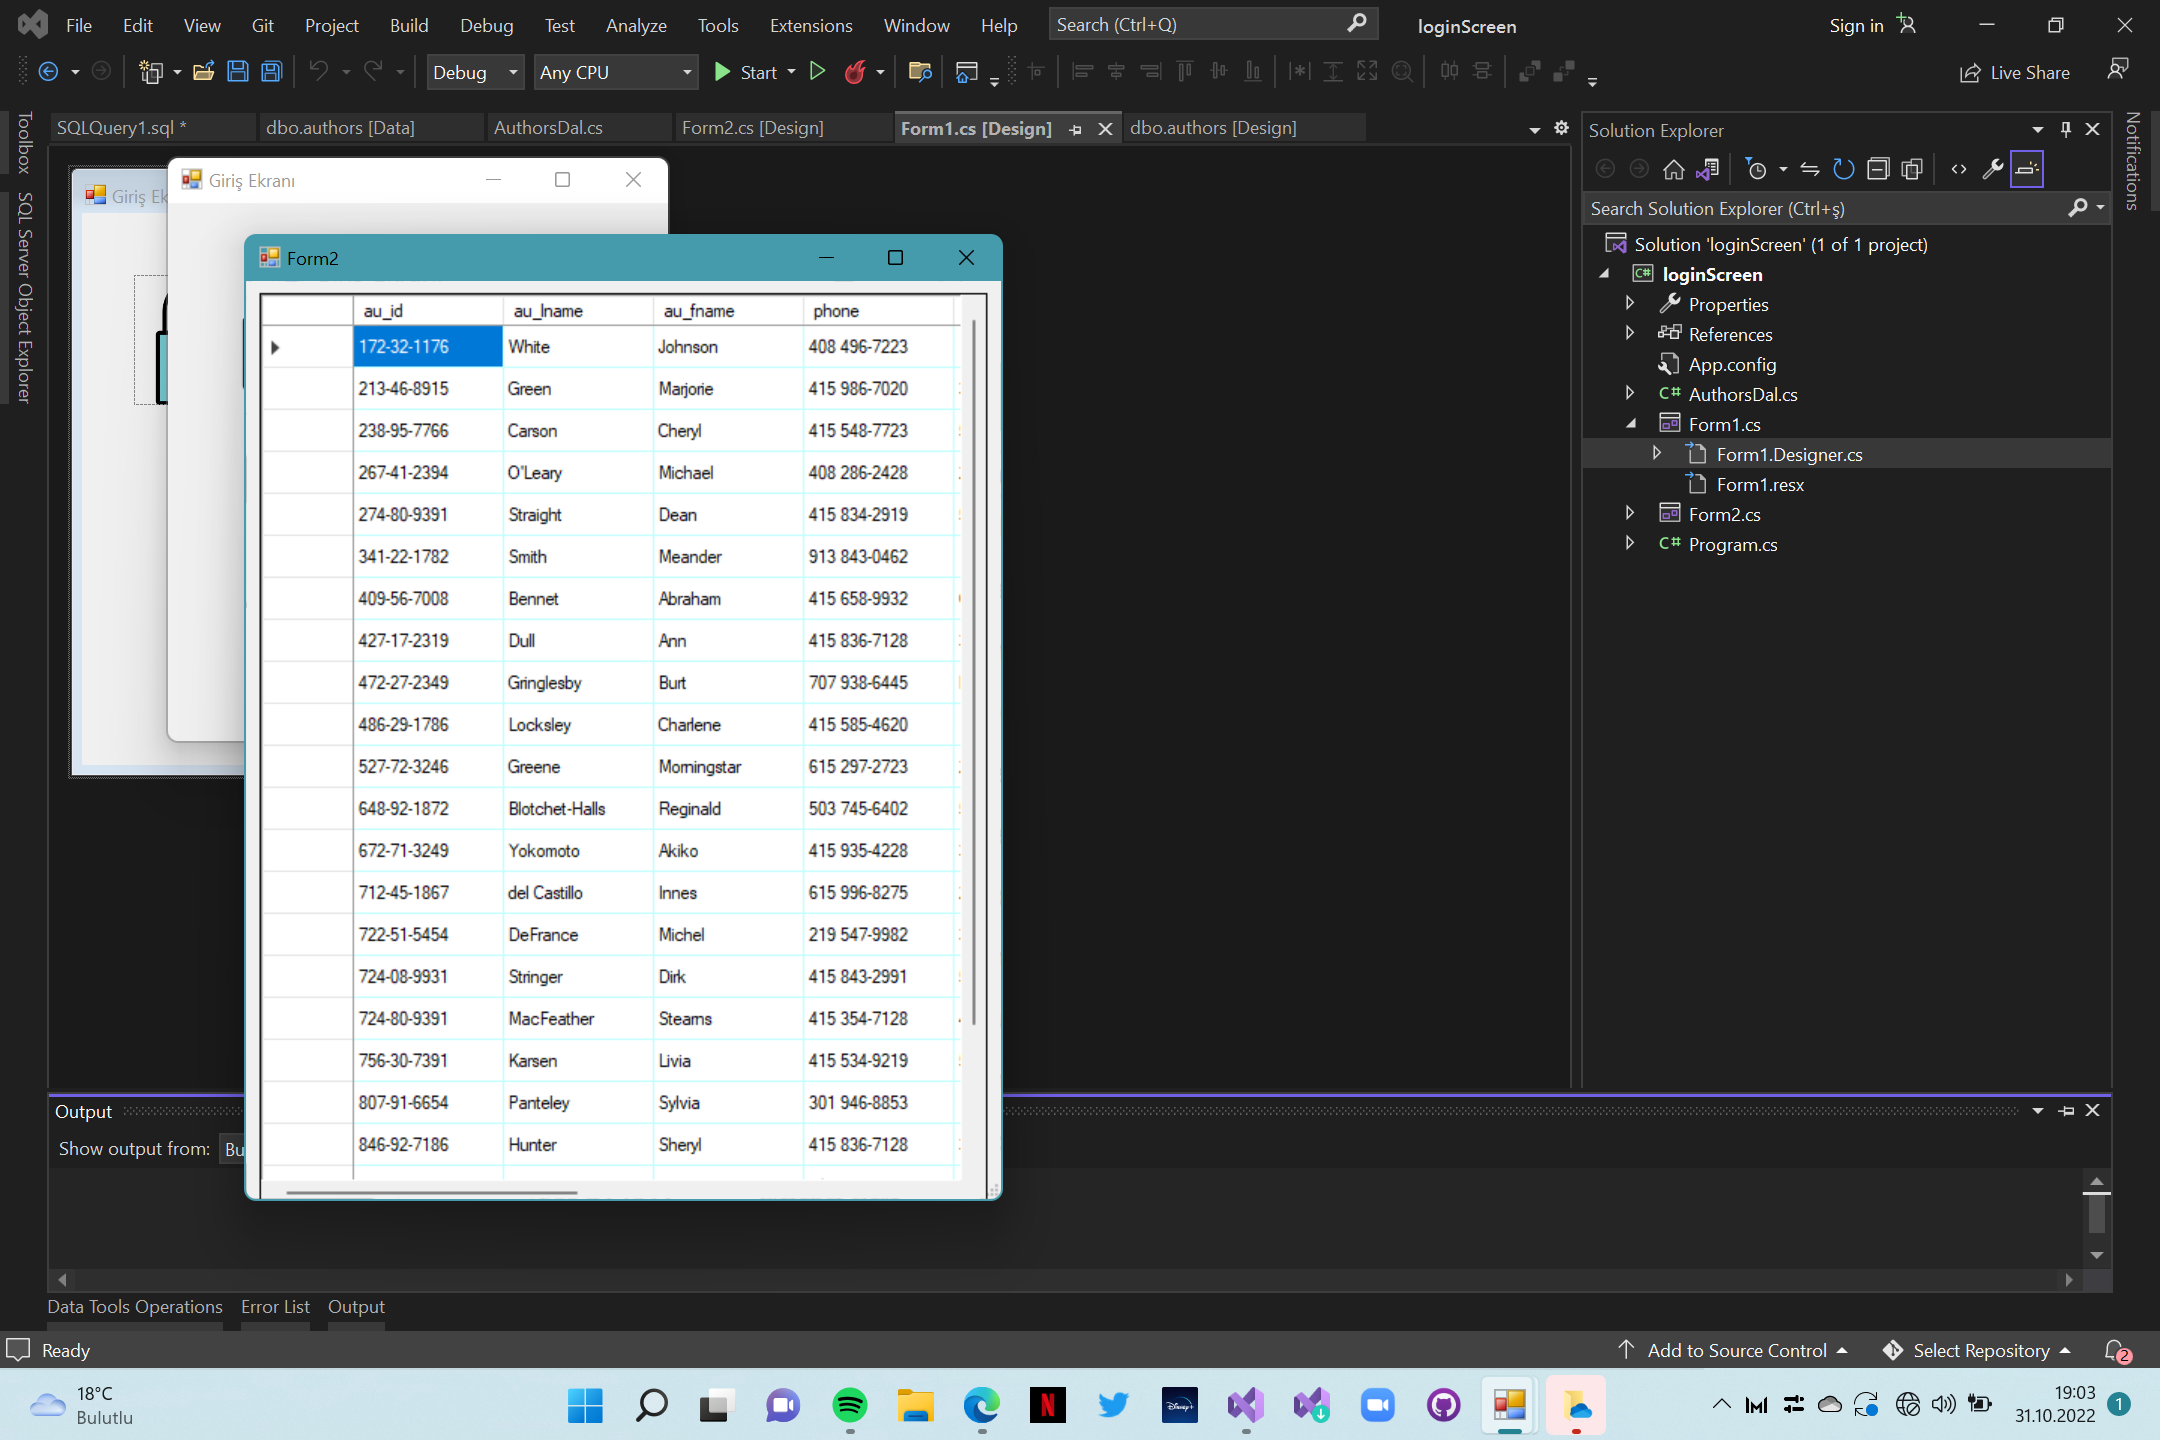 File Edit View Git Project Build Debug Test Analyze Tools Extensions Window Help Search (Ctrl+Q) loginScreen Sign in
Debug Any CPU Start Live Share
Toolbox
SQL Server Object Explorer
SQLQuery1.sql * dbo.authors [Data] AuthorsDal.cs Form2.cs [Design] Form1.cs [Design] dbo.authors [Design]
Giriş Ek
Giriş Ekranı
Form2
au_id au_lname au_fname phone
172-32-1176 White Johnson 408 496-7223
213-46-8915 Green Marjorie 415 986-7020
238-95-7766 Carson Cheryl 415 548-7723
267-41-2394 O'Leary Michael 408 286-2428
274-80-9391 Straight Dean 415 834-2919
341-22-1782 Smith Meander 913 843-0462
409-56-7008 Bennet Abraham 415 658-9932
427-17-2319 Dull Ann 415 836-7128
472-27-2349 Gringlesby Burt 707 938-6445
486-29-1786 Locksley Charlene 415 585-4620
527-72-3246 Greene Morningstar 615 297-2723
648-92-1872 Blotchet-Halls Reginald 503 745-6402
672-71-3249 Yokomoto Akiko 415 935-4228
712-45-1867 del Castillo Innes 615 996-8275
722-51-5454 DeFrance Michel 219 547-9982
724-08-9931 Stringer Dirk 415 843-2991
724-80-9391 MacFeather Stearns 415 354-7128
756-30-7391 Karsen Livia 415 534-9219
807-91-6654 Panteley Sylvia 301 946-8853
846-92-7186 Hunter Sheryl 415 836-7128
Solution Explorer
Search Solution Explorer (Ctrl+ş)
Solution 'loginScreen' (1 of 1 project)
C# loginScreen
Properties
References
App.config
C# AuthorsDal.cs
Form1.cs
Form1.Designer.cs
Form1.resx
Form2.cs
C# Program.cs
Notifications
Output
Show output from: Bu
Data Tools Operations Error List Output
Ready Add to Source Control Select Repository 2
18°C
Bulutlu
N
Disney+
19:03
31.10.2022
1